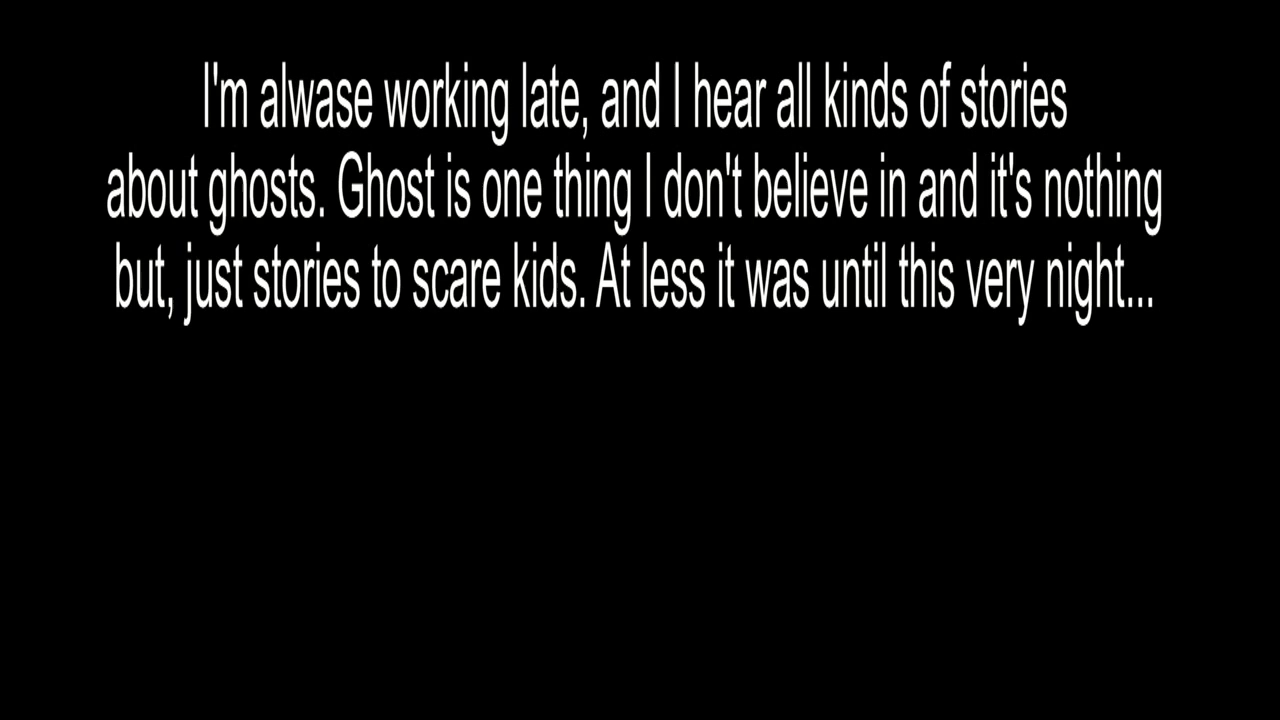 I'm alwase working late, and I hear all kinds of stories
about ghosts. Ghost is one thing I don't believe in and it's nothing
but, just stories to scare kids. At less it was until this very night...